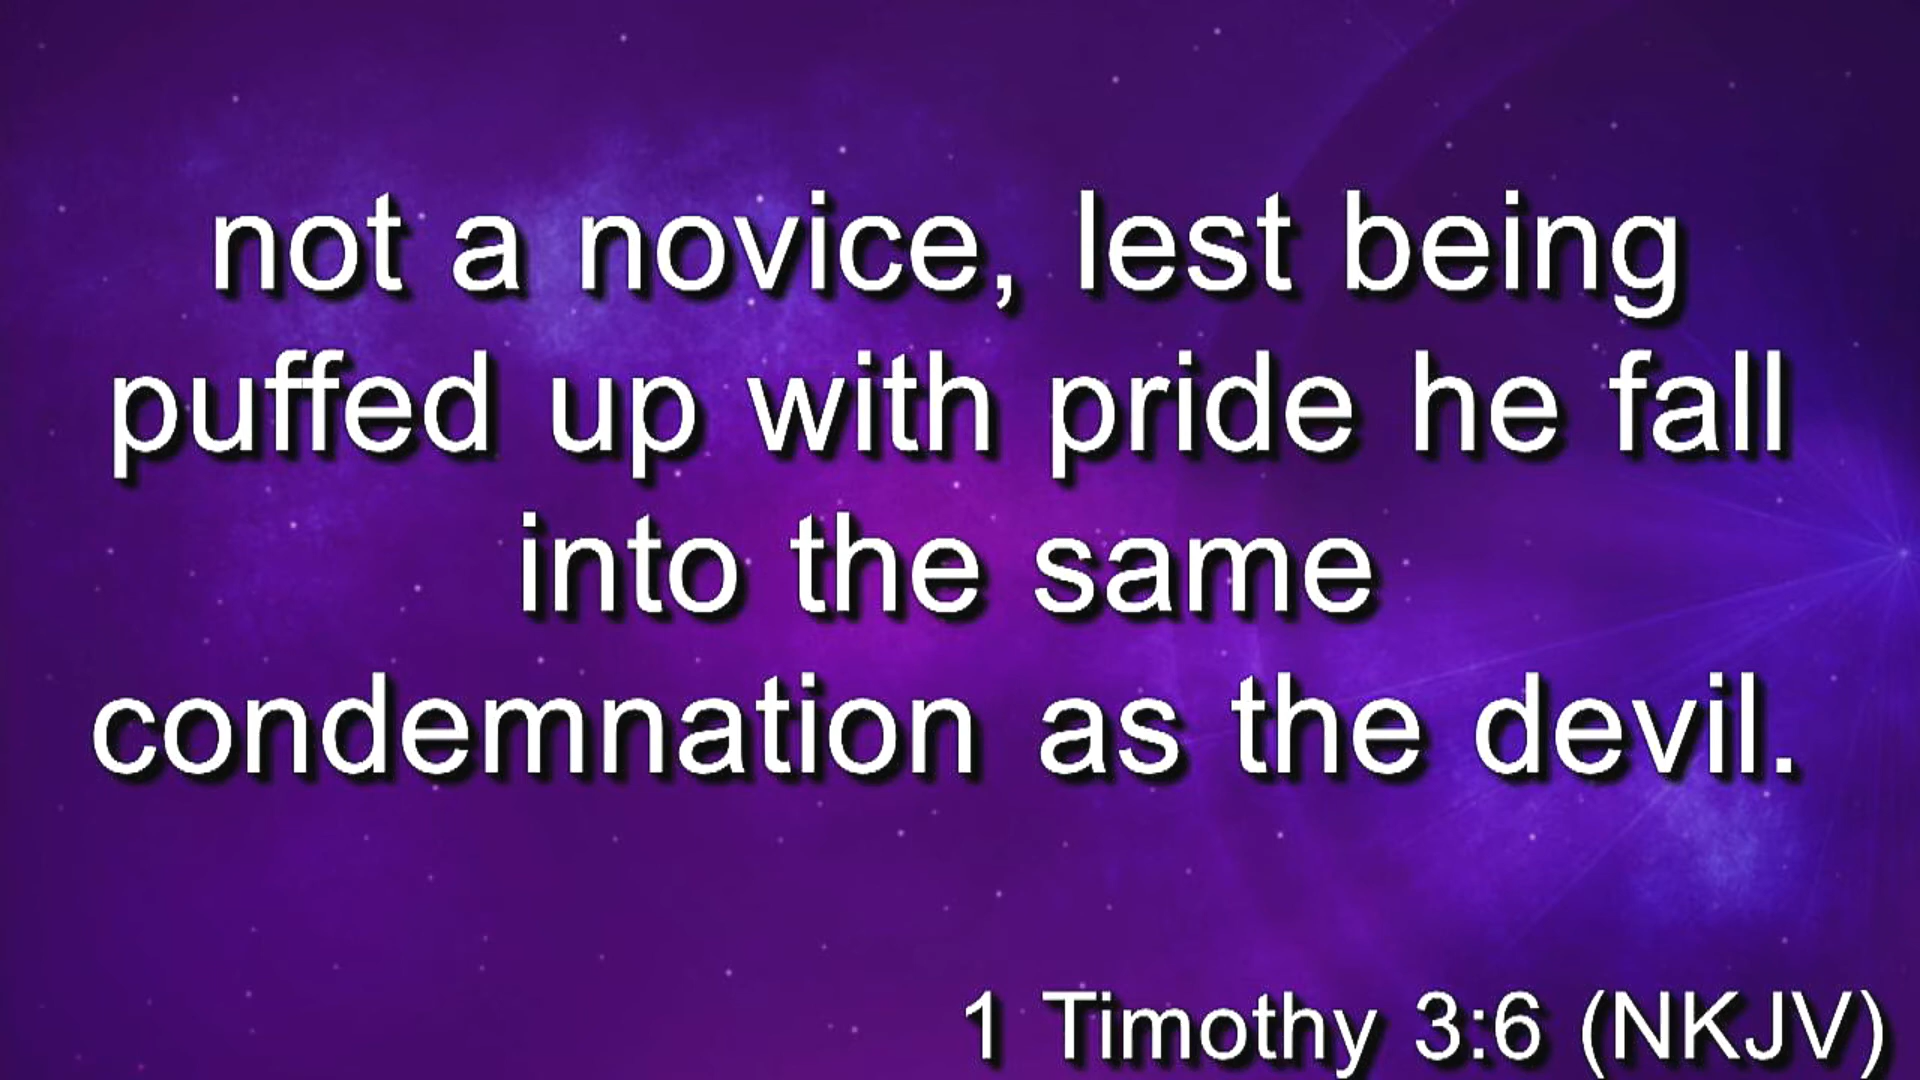 not a novice, lest being
puffed up with pride he fall
into the same
condemnation as the devil.
1 Timothy 3:6 (NKJV)